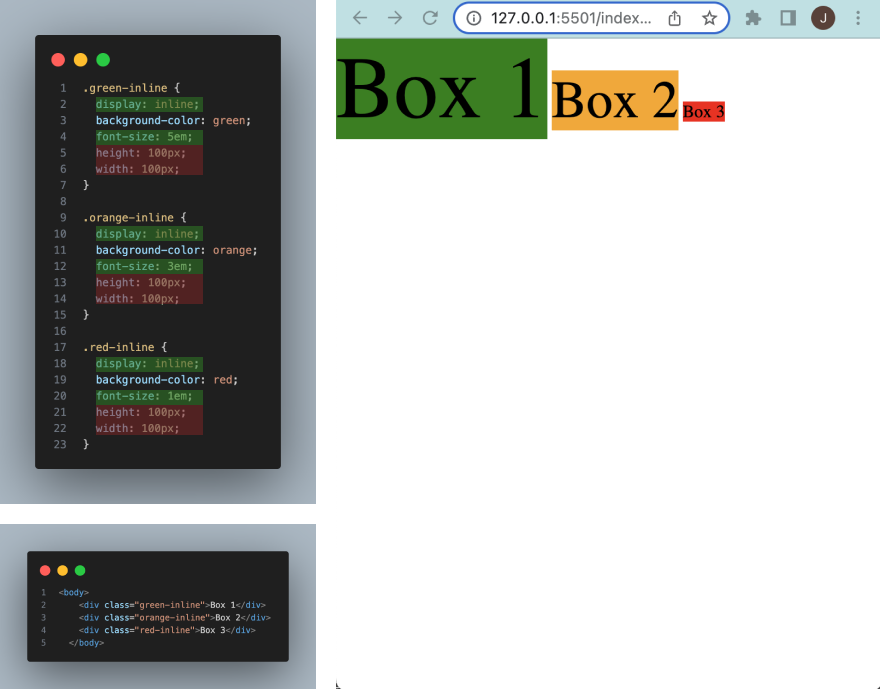 1 .green-inline {
2 display: inline;
3 background-color: green;
4 font-size: 5em;
5 height: 100px;
6 width: 100px;
7 }
8
9 .orange-inline {
10 display: inline;
11 background-color: orange;
12 font-size: 3em;
13 height: 100px;
14 width: 100px;
15 }
16
17 .red-inline {
18 display: inline;
19 background-color: red;
20 font-size: 1em;
21 height: 100px;
22 width: 100px;
23 }
1 <body>
2 <div class="green-inline">Box 1</div>
3 <div class="orange-inline">Box 2</div>
4 <div class="red-inline">Box 3</div>
5 </body>
127.0.0.1:5501/index... J
Box 1 Box 2 Box 3